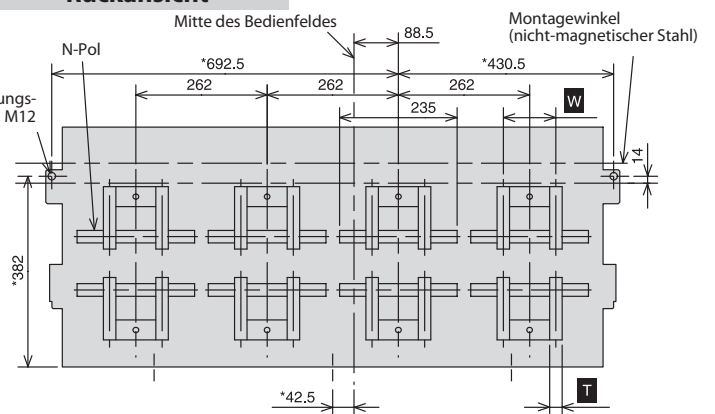 Rückansicht
Mitte des Bedienfeldes
Montagewinkel
(nicht-magnetischer Stahl)
88.5
N-Pol
*692.5
*430.5
262
262
262
ungs-
M12
235
W
14
*382
*42.5
T